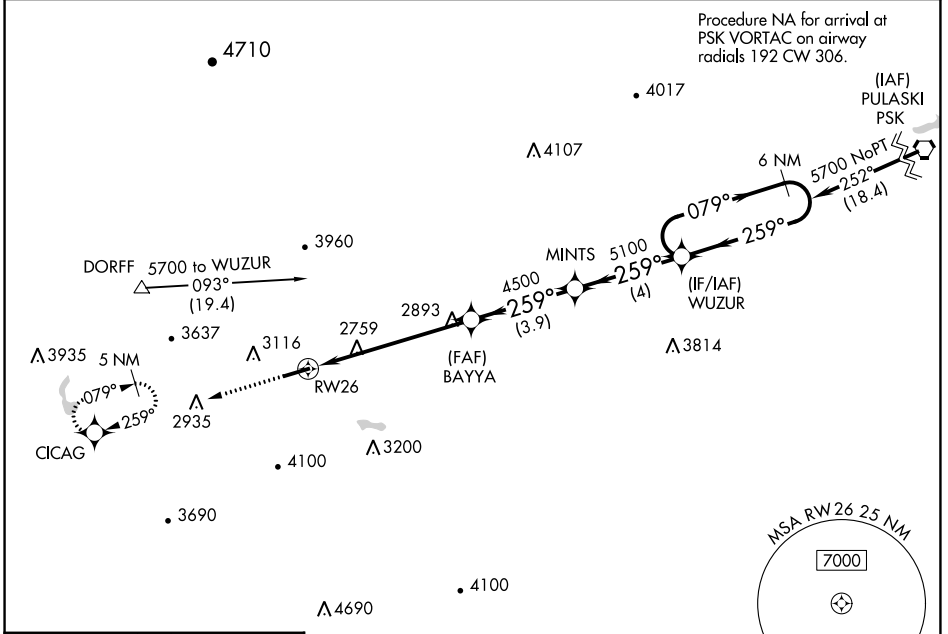 Procedure NA for arrival at
PSK VORTAC on airway
radials 192 CW 306.
4710
4017
(IAF)
PULASKI
PSK
4107
6 NM
5700 NoPT
252°
(18.4)
079°
259°
3960
MINTS
5100
259°
(4)
(IF/IAF)
WUZUR
DORFF
5700 to WUZUR
093°
(19.4)
4500
259°
(3.9)
2893
(FAF)
BAYYA
3637
3116
2759
3814
3935
5 NM
079°
259°
RW26
2935
CICAG
3200
4100
3690
4100
4690
MSA RW26 25 NM
7000